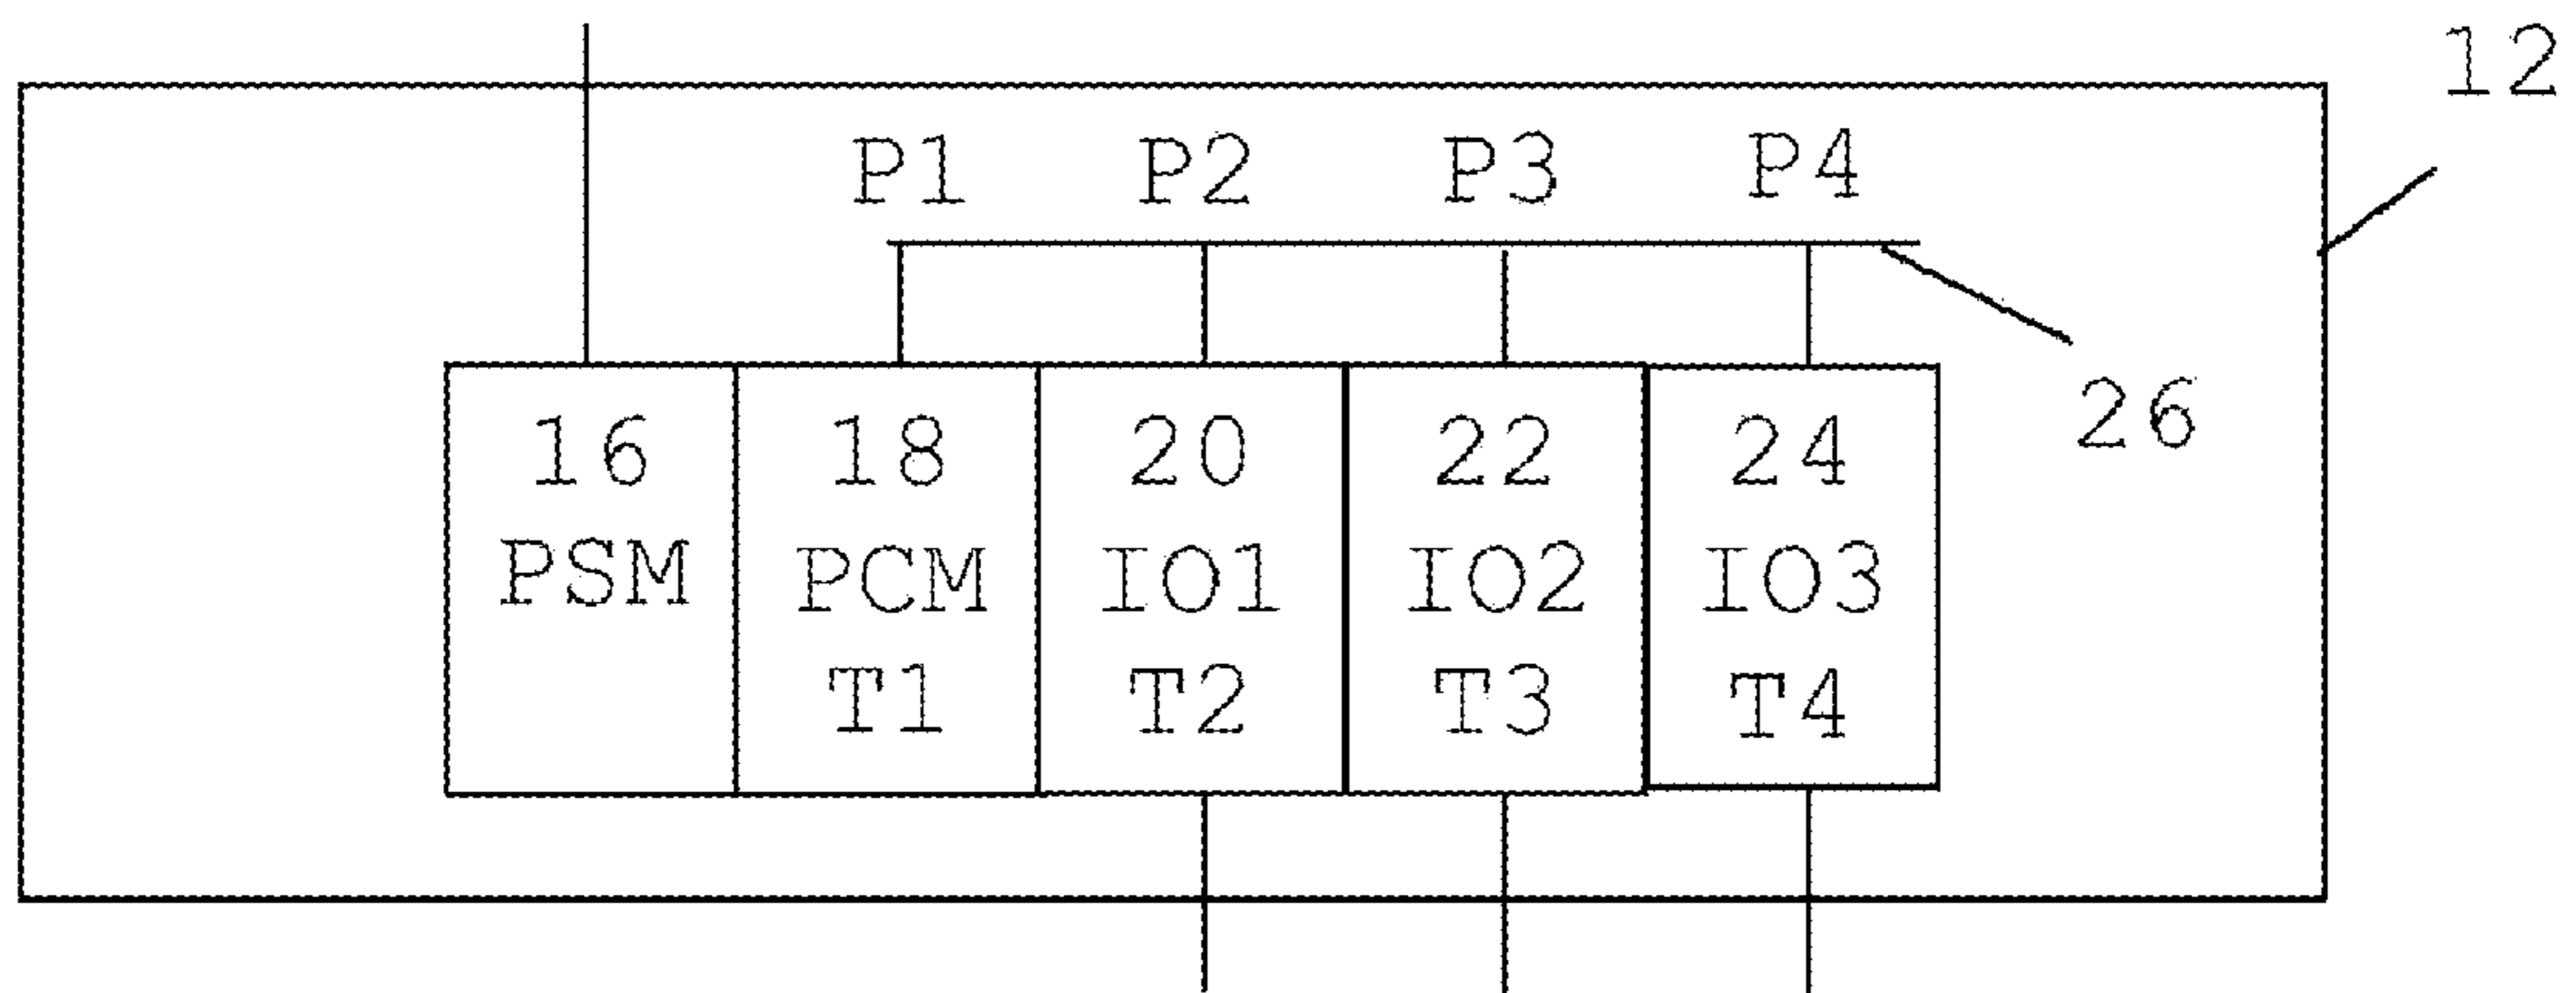 12
P1 P2 P3 P4
26
16 18 20 22 24
PSM PCM IO1 IO2 IO3
T1 T2 T3 T4